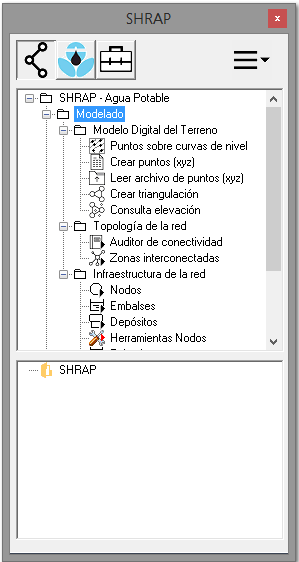 SHRAP
x
SHRAP - Agua Potable
Modelado
Modelo Digital del Terreno
Puntos sobre curvas de nivel
Crear puntos (xyz)
Leer archivo de puntos (xyz)
Crear triangulación
Consulta elevación
Topología de la red
Auditor de conectividad
Zonas interconectadas
Infraestructura de la red
Nodos
Embalses
Depósitos
Herramientas Nodos
SHRAP